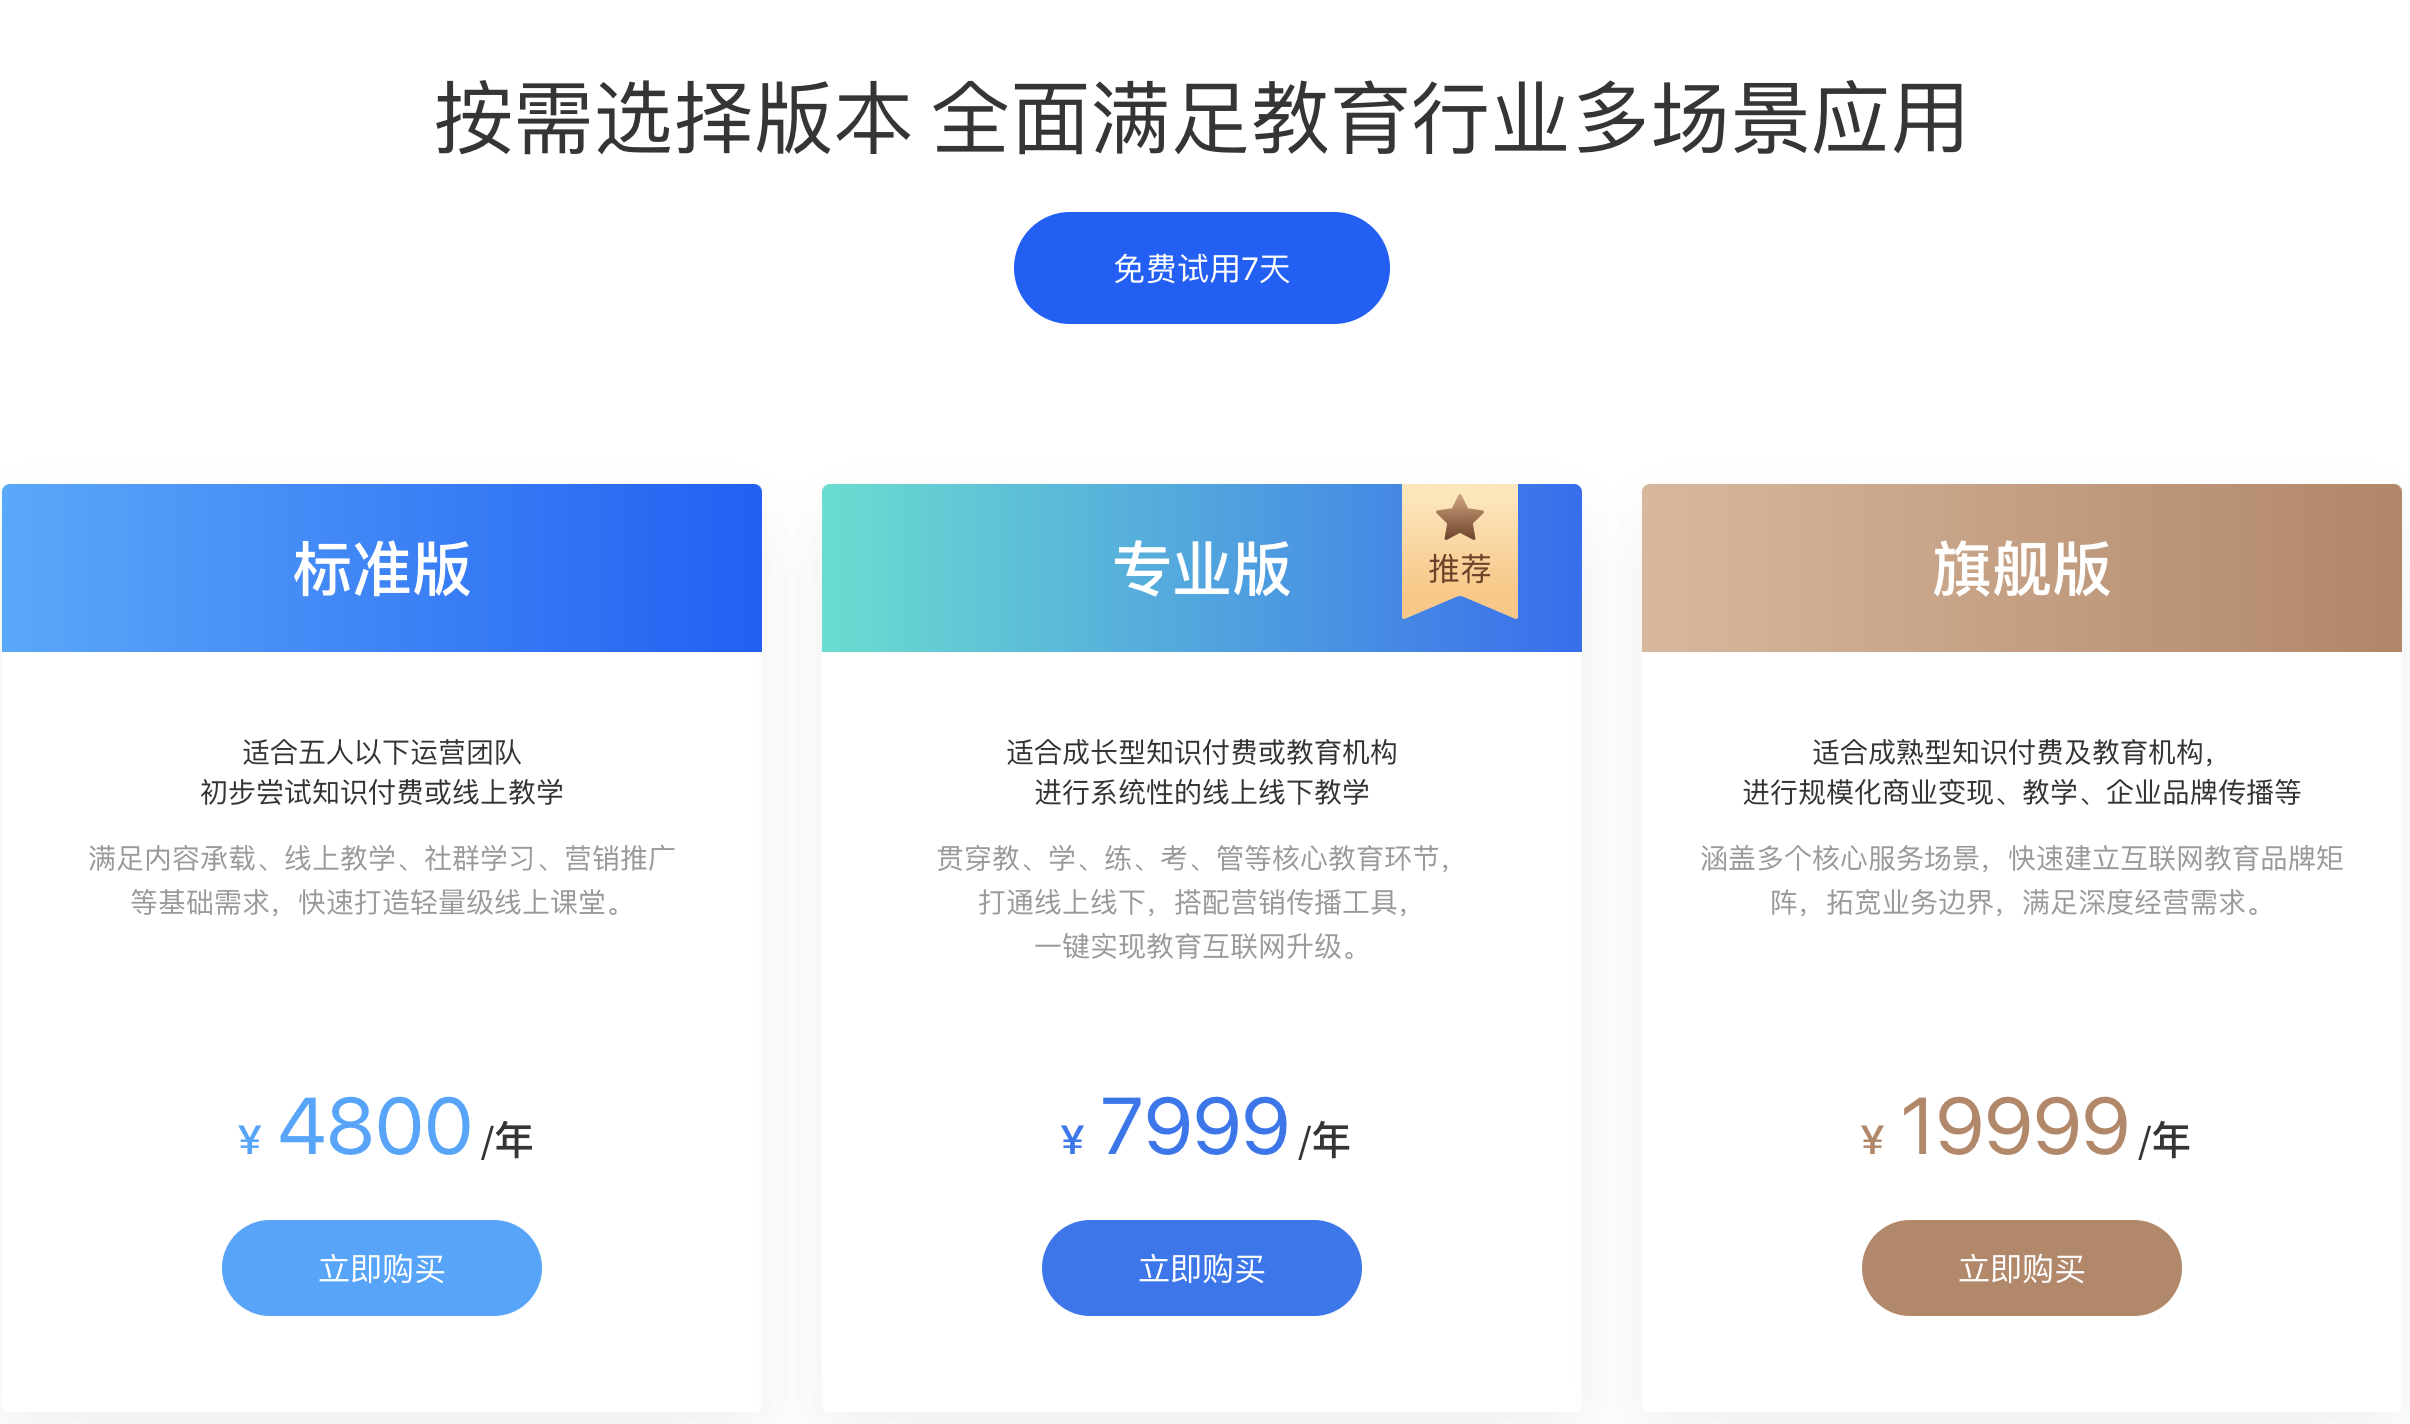 按需选择版本 全面满足教育行业多场景应用
免费试用7天
标准版
适合五人以下运营团队
初步尝试知识付费或线上教学
满足内容承载、线上教学、社群学习、营销推广
等基础需求，快速打造轻量级线上课堂。
¥ 4800 /年
立即购买
专业版
推荐
适合成长型知识付费或教育机构
进行系统性的线上线下教学
贯穿教、学、练、考、管等核心教育环节，
打通线上线下，搭配营销传播工具，
一键实现教育互联网升级。
¥ 7999 /年
立即购买
旗舰版
适合成熟型知识付费及教育机构，
进行规模化商业变现、教学、企业品牌传播等
涵盖多个核心服务场景，快速建立互联网教育品牌矩
阵，拓宽业务边界，满足深度经营需求。
¥ 19999 /年
立即购买